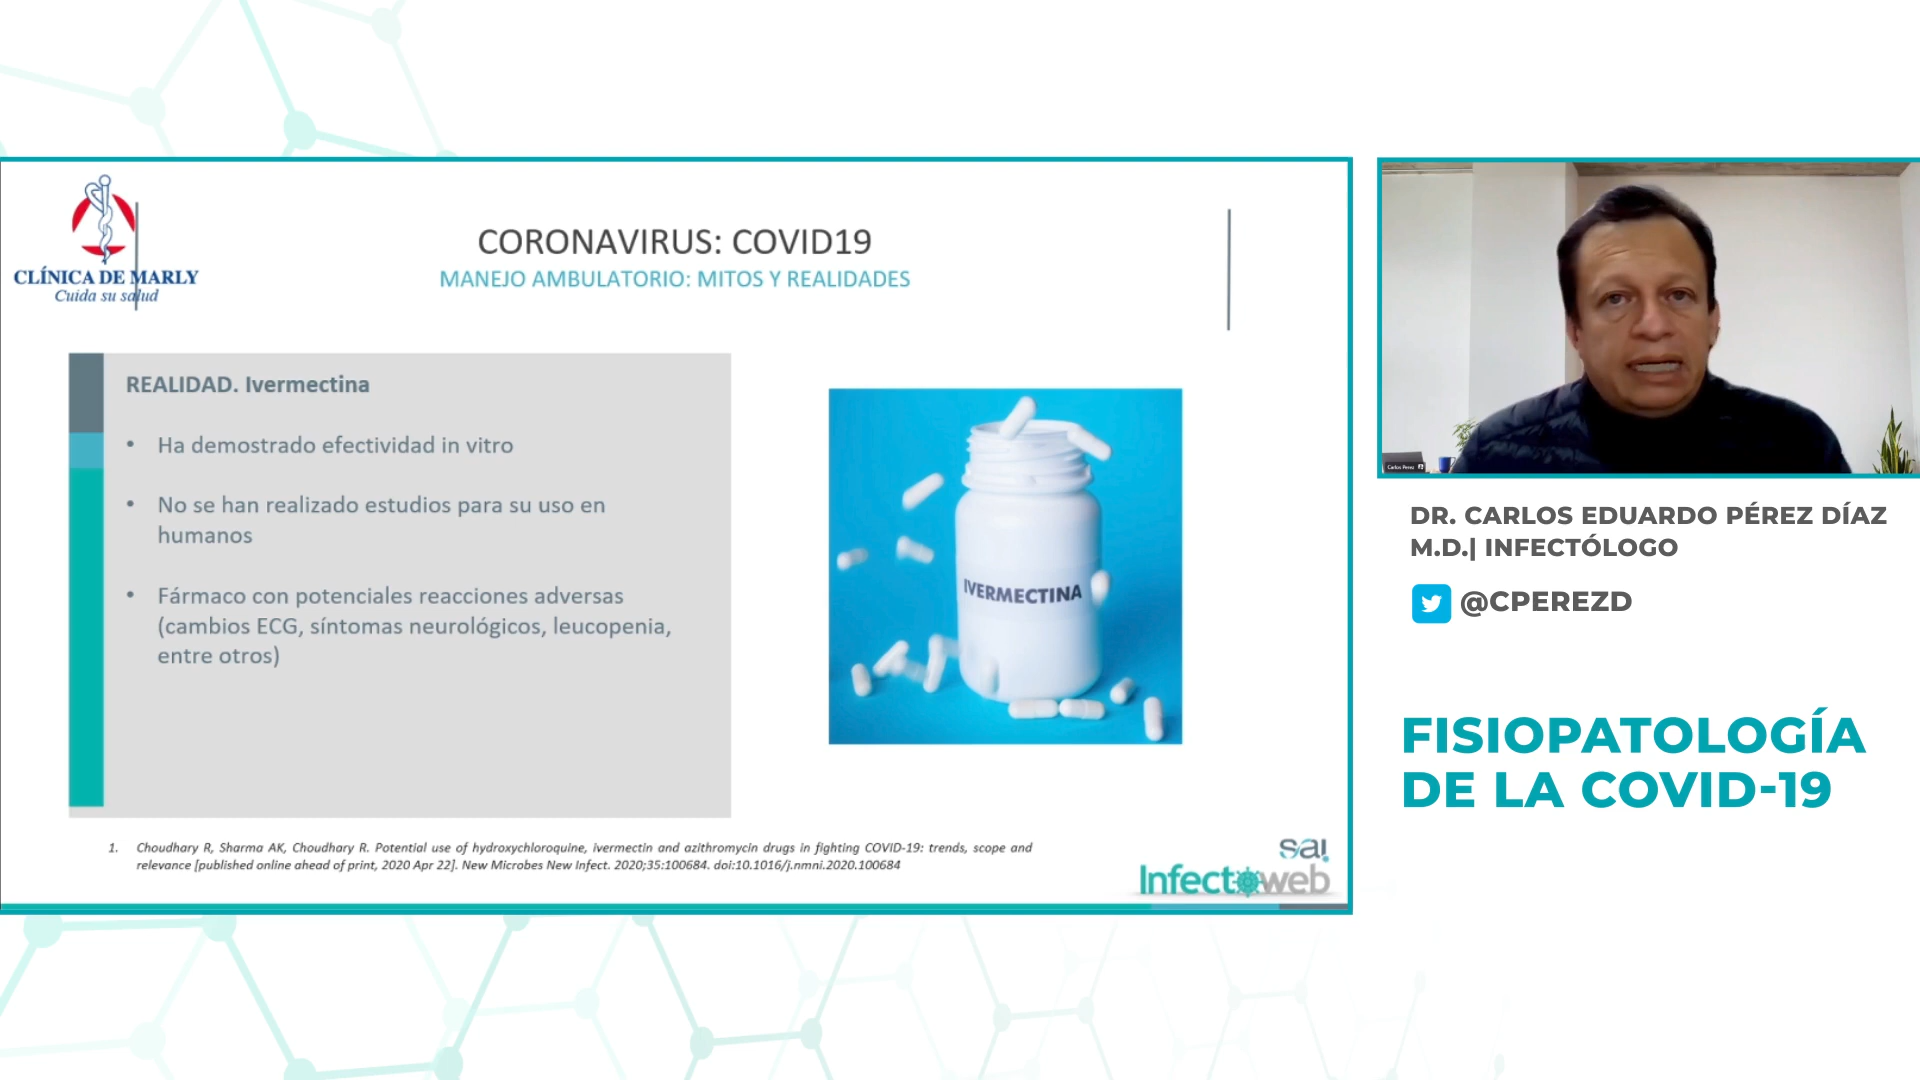 CLÍNICA DE MARLY
Cuida su salud
CORONAVIRUS: COVID19
MANEJO AMBULATORIO: MITOS Y REALIDADES
REALIDAD. Ivermectina
• Ha demostrado efectividad in vitro
• No se han realizado estudios para su uso en
humanos
• Fármaco con potenciales reacciones adversas
(cambios ECG, síntomas neurológicos, leucopenia,
entre otros)
IVERMECTINA
1. Choudhary R, Sharma AK, Choudhary R. Potential use of hydroxychloroquine, ivermectin and azithromycin drugs in fighting COVID-19: trends, scope and
relevance [published online ahead of print, 2020 Apr 22]. New Microbes New Infect. 2020;35:100684. doi:10.1016/j.nmni.2020.100684
sai
Infectoweb
Carlos Perez
DR. CARLOS EDUARDO PÉREZ DÍAZ
M.D.| INFECTÓLOGO
@CPEREZD
FISIOPATOLOGÍA
DE LA COVID-19